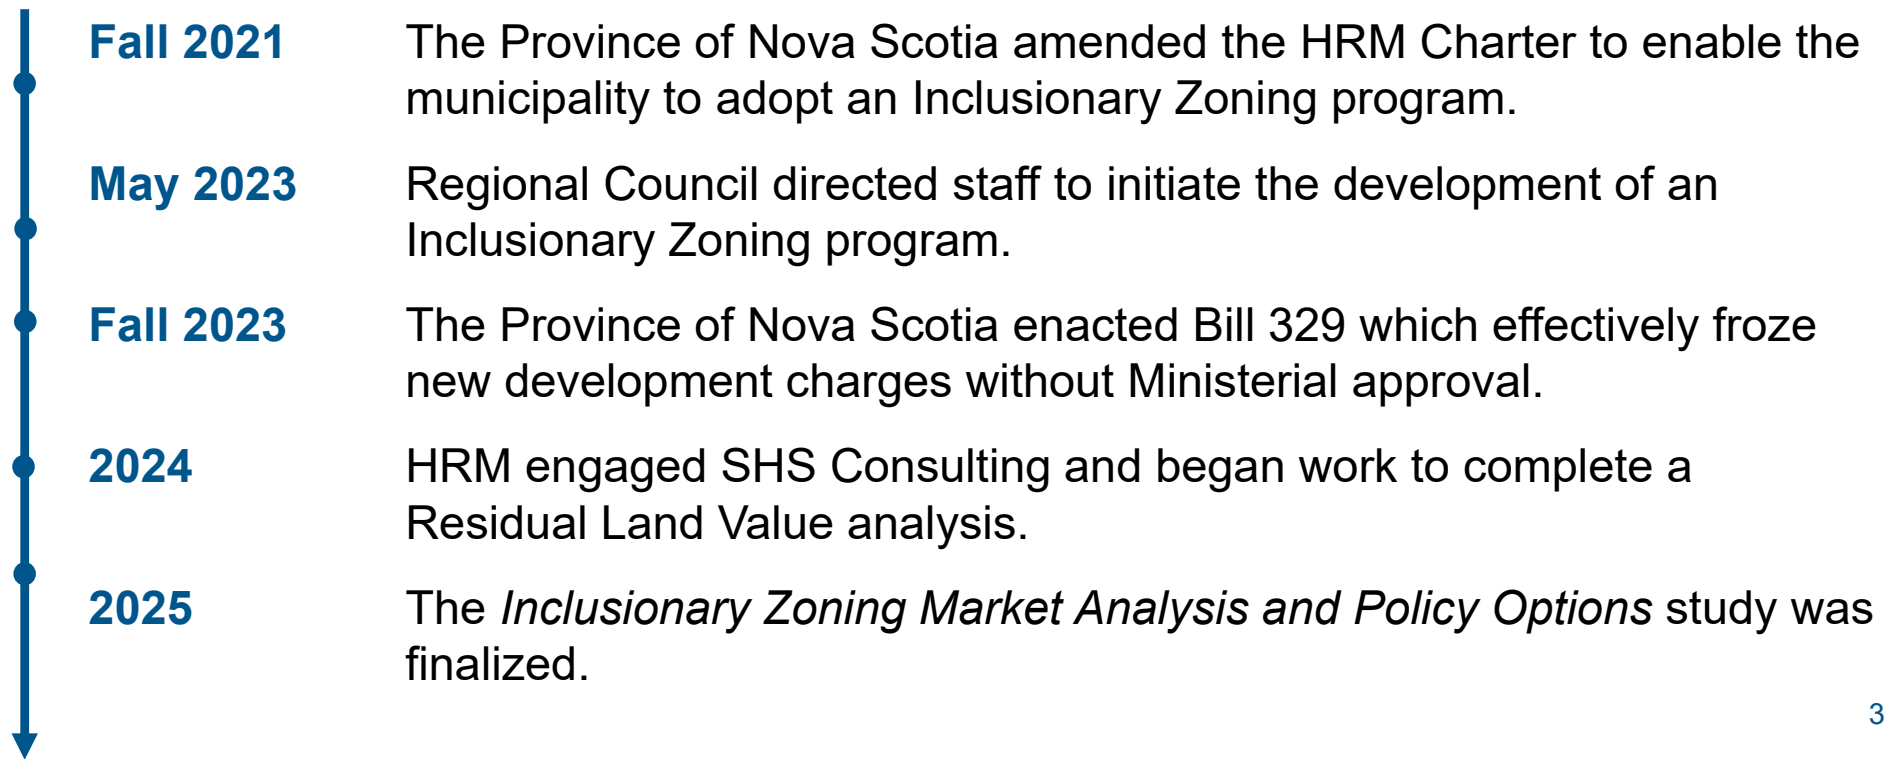 Fall 2021 The Province of Nova Scotia amended the HRM Charter to enable the
municipality to adopt an Inclusionary Zoning program.
May 2023 Regional Council directed staff to initiate the development of an
Inclusionary Zoning program.
Fall 2023 The Province of Nova Scotia enacted Bill 329 which effectively froze
new development charges without Ministerial approval.
2024 HRM engaged SHS Consulting and began work to complete a
Residual Land Value analysis.
2025 The Inclusionary Zoning Market Analysis and Policy Options study was
finalized.
3